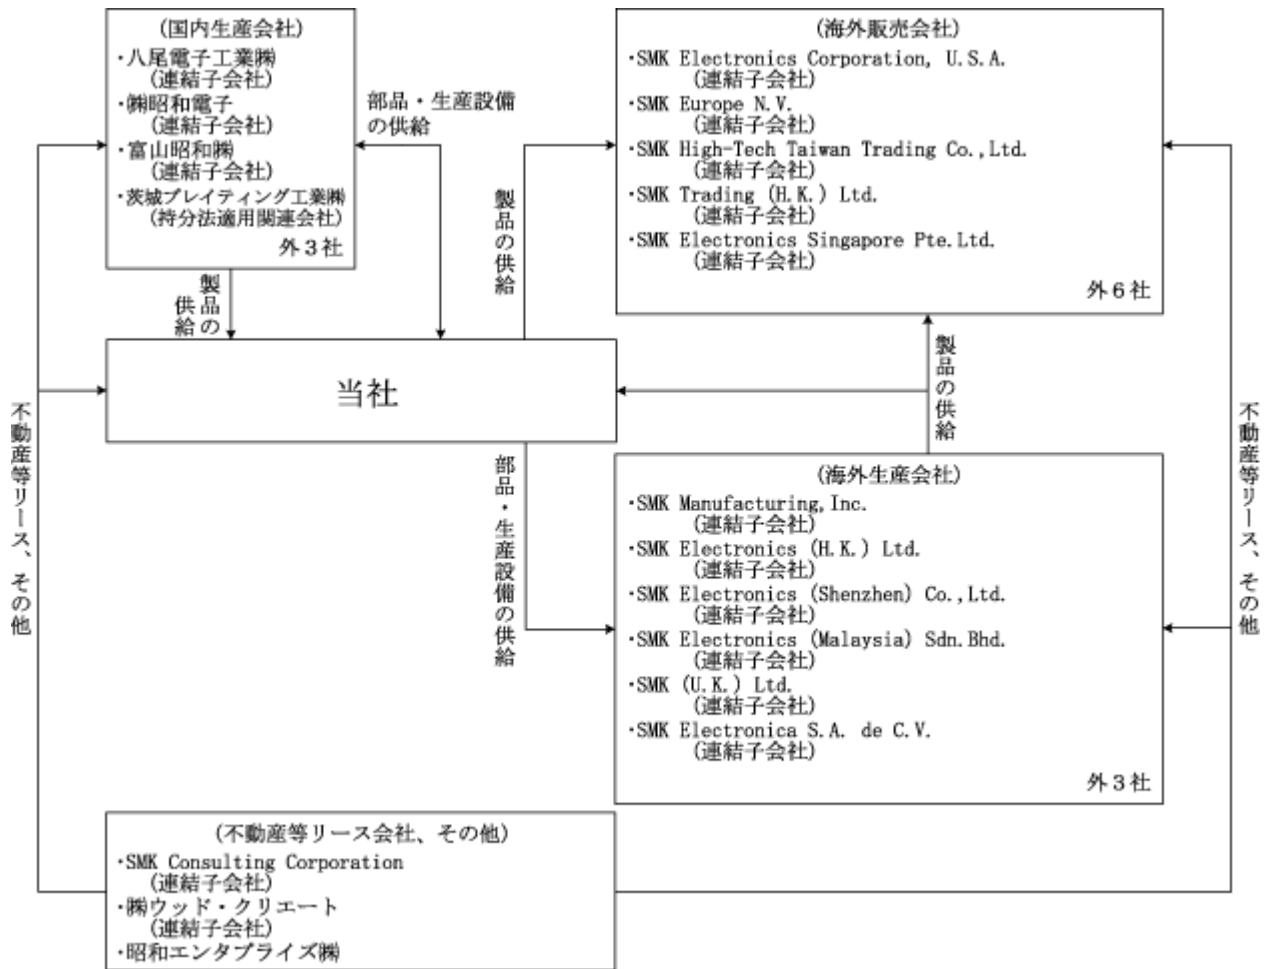 (国内生産会社)
・八尾電子工業㈱
(連結子会社)
・㈱昭和電子
(連結子会社)
・富山昭和㈱
(連結子会社)
・茨城プレイティング工業㈱
(持分法適用関連会社)
外3社
部品・生産設備
の供給
製品の
供給
当社
製品の供給
(海外販売会社)
・SMK Electronics Corporation, U.S.A.
(連結子会社)
・SMK Europe N.V.
(連結子会社)
・SMK High-Tech Taiwan Trading Co.,Ltd.
(連結子会社)
・SMK Trading (H.K.) Ltd.
(連結子会社)
・SMK Electronics Singapore Pte.Ltd.
(連結子会社)
外6社
製品の供給
部品・生産設備の供給
(海外生産会社)
・SMK Manufacturing,Inc.
(連結子会社)
・SMK Electronics (H.K.) Ltd.
(連結子会社)
・SMK Electronics (Shenzhen) Co.,Ltd.
(連結子会社)
・SMK Electronics (Malaysia) Sdn.Bhd.
(連結子会社)
・SMK (U.K.) Ltd.
(連結子会社)
・SMK Electronica S.A. de C.V.
(連結子会社)
外3社
不動産等リース、その他
不動産等リース、その他
(不動産等リース会社、その他)
・SMK Consulting Corporation
(連結子会社)
・㈱ウッド・クリエート
(連結子会社)
・昭和エンタプライズ㈱